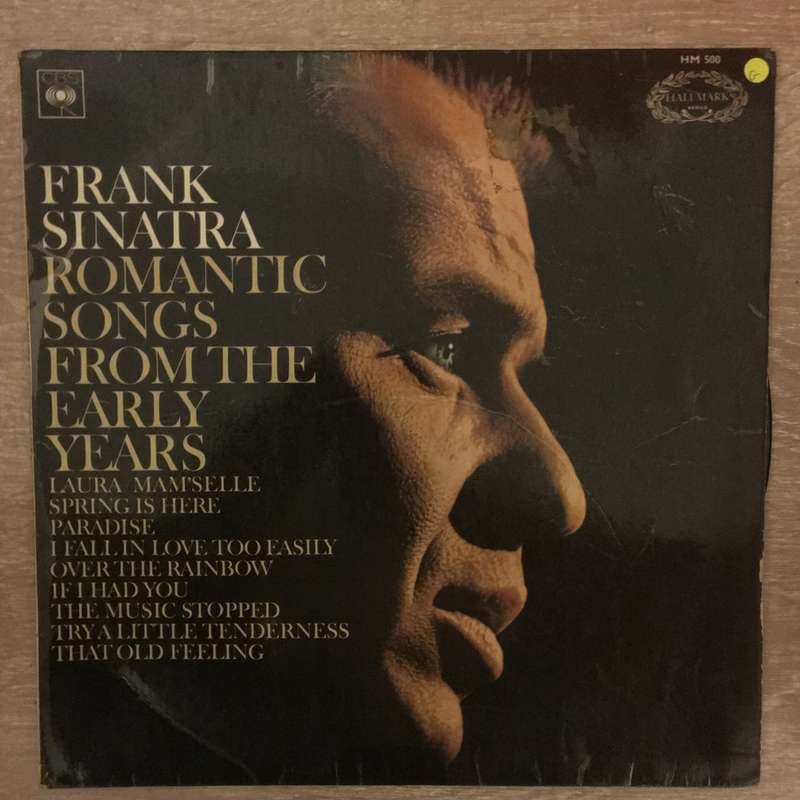 CBS
HM 500
HALLMARK
SERIES
FRANK
SINATRA
ROMANTIC
SONGS
FROM THE
EARLY
YEARS
LAURA / MAM'SELLE
SPRING IS HERE
PARADISE
I FALL IN LOVE TOO EASILY
OVER THE RAINBOW
IF I HAD YOU
THE MUSIC STOPPED
TRY A LITTLE TENDERNESS
THAT OLD FEELING